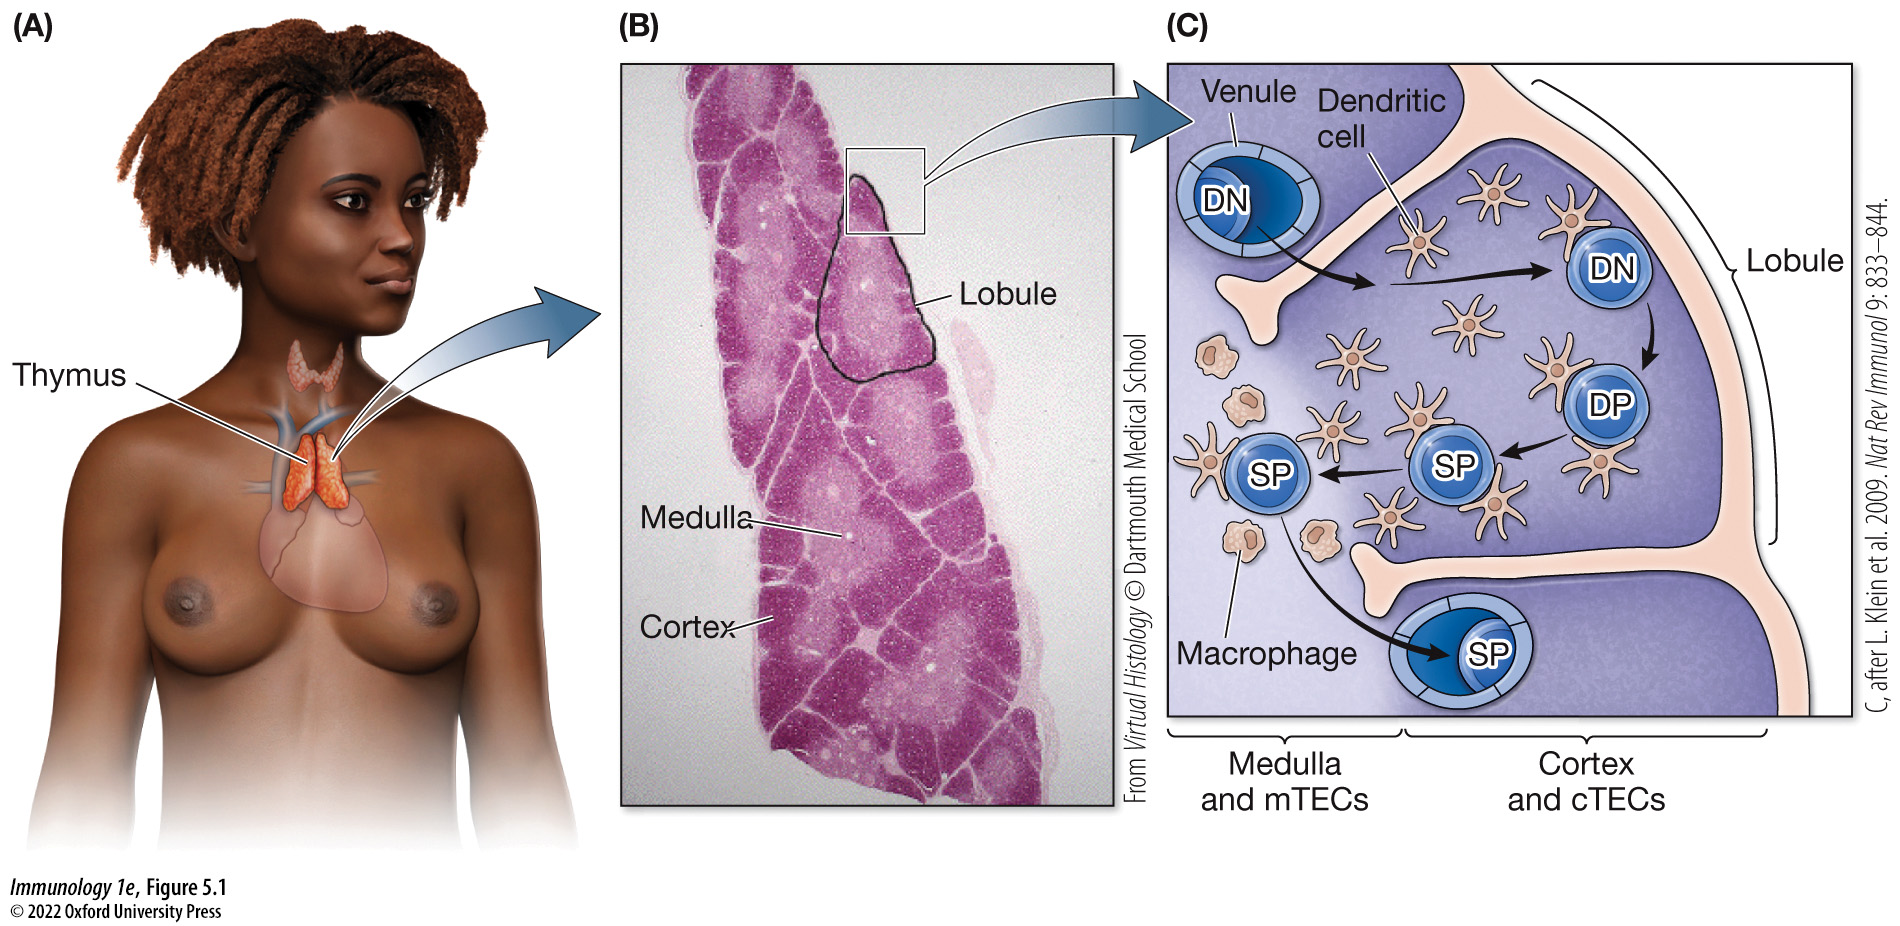 (A)
Thymus
(B)
Lobule
Medulla
Cortex
From Virtual Histology © Dartmouth Medical School
(C)
Venule
Dendritic
cell
DN
DN
DP
SP
SP
SP
Macrophage
Lobule
Medulla
and mTECs
Cortex
and cTECs
C, after L. Klein et al. 2009. Nat Rev Immunol 9: 833–844.
Immunology 1e, Figure 5.1
© 2022 Oxford University Press